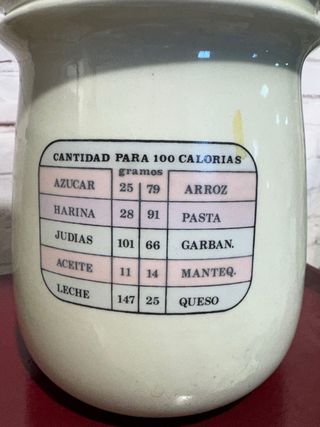 CANTIDAD PARA 100 CALORIAS
gramos
AZUCAR 25 79 ARROZ
HARINA 28 91 PASTA
JUDIAS 101 66 GARBAN.
ACEITE 11 14 MANTEQ.
LECHE 147 25 QUESO